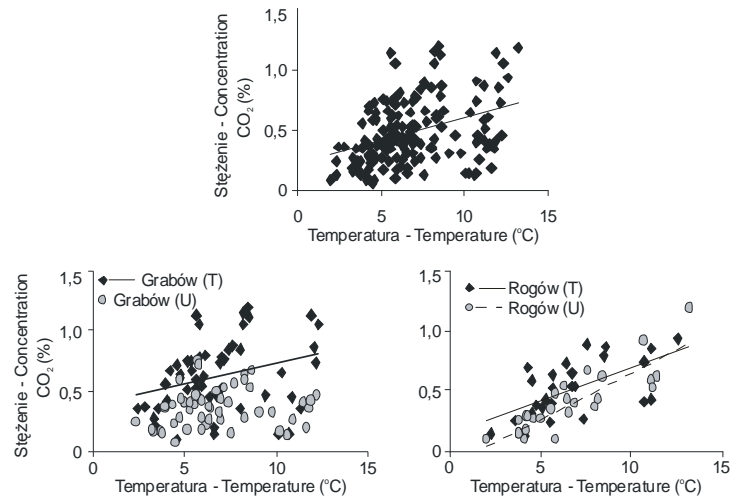 1,5
1,0
0,5
0
Stężenie - Concentration
CO₂ (%)
0 5 10 15
Temperatura - Temperature (°C)
1,5
1,0
0,5
0
Stężenie - Concentration
CO₂ (%)
Grabów (T)
Grabów (U)
0 5 10 15
Temperatura - Temperature (°C)
1,5
1,0
0,5
0
Rogów (T)
Rogów (U)
0 5 10 15
Temperatura - Temperature (°C)